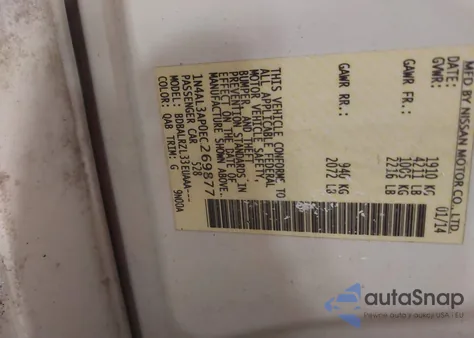 MFD BY NISSAN MOTOR CO., LTD.
DATE: 01/14
GVWR: 1910 KG
4211 LB
GAWR FR.: 1005 KG
2216 LB
GAWR RR.: 940 KG
2072 LB
THIS VEHICLE CONFORMS TO
ALL APPLICABLE FEDERAL
MOTOR VEHICLE SAFETY,
BUMPER, AND THEFT
PREVENTION STANDARDS IN
EFFECT ON THE DATE OF
MANUFACTURE SHOWN ABOVE.
1N4AL3AP0EC269877
PASSENGER CAR 528
MODEL: BDBALRZL33EUAAA---
COLOR: QAB TRIM: G 9N00A
autoSnap